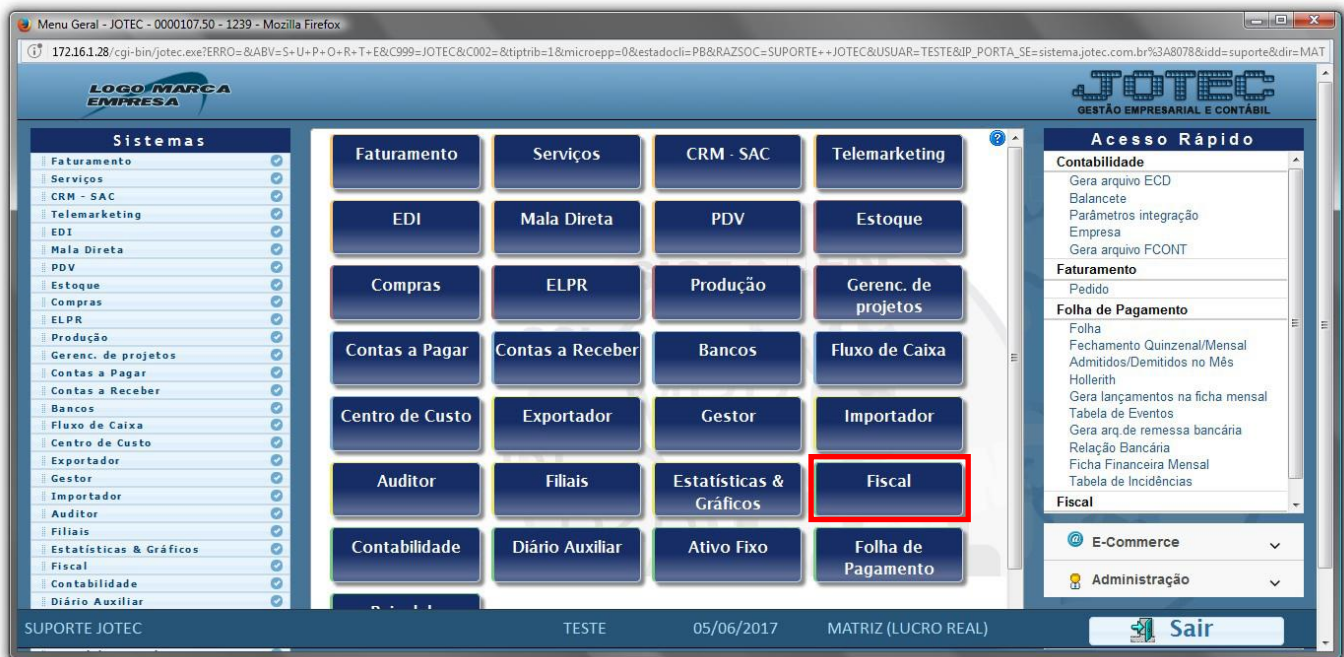 Menu Geral - JOTEC - 0000107.50 - 1239 - Mozilla Firefox
172.16.1.28/cgi-bin/jotec.exe?ERRO=&ABV=S+U+P+O+R+T+E&C999=JOTEC&C002=&tiptrib=1&microepp=0&estadocli=PB&RAZSOC=SUPORTE++JOTEC&USUAR=TESTE&IP_PORTA_SE=sistema.jotec.com.br%3A8078&idd=suporte&dir=MAT
LOGO MARCA
EMPRESA
JOTEC
GESTÃO EMPRESARIAL E CONTÁBIL
Sistemas
Faturamento
Serviços
CRM - SAC
Telemarketing
EDI
Mala Direta
PDV
Estoque
Compras
ELPR
Produção
Gerenc. de projetos
Contas a Pagar
Contas a Receber
Bancos
Fluxo de Caixa
Centro de Custo
Exportador
Gestor
Importador
Auditor
Filiais
Estatísticas & Gráficos
Fiscal
Contabilidade
Diário Auxiliar
Faturamento
Serviços
CRM - SAC
Telemarketing
EDI
Mala Direta
PDV
Estoque
Compras
ELPR
Produção
Gerenc. de
projetos
Contas a Pagar
Contas a Receber
Bancos
Fluxo de Caixa
Centro de Custo
Exportador
Gestor
Importador
Auditor
Filiais
Estatísticas &
Gráficos
Fiscal
Contabilidade
Diário Auxiliar
Ativo Fixo
Folha de
Pagamento
Acesso Rápido
Contabilidade
Gera arquivo ECD
Balancete
Parâmetros integração
Empresa
Gera arquivo FCONT
Faturamento
Pedido
Folha de Pagamento
Folha
Fechamento Quinzenal/Mensal
Admitidos/Demitidos no Mês
Hollerith
Gera lançamentos na ficha mensal
Tabela de Eventos
Gera arq.de remessa bancária
Relação Bancária
Ficha Financeira Mensal
Tabela de Incidências
Fiscal
E-Commerce
Administração
SUPORTE JOTEC
TESTE
05/06/2017
MATRIZ (LUCRO REAL)
Sair